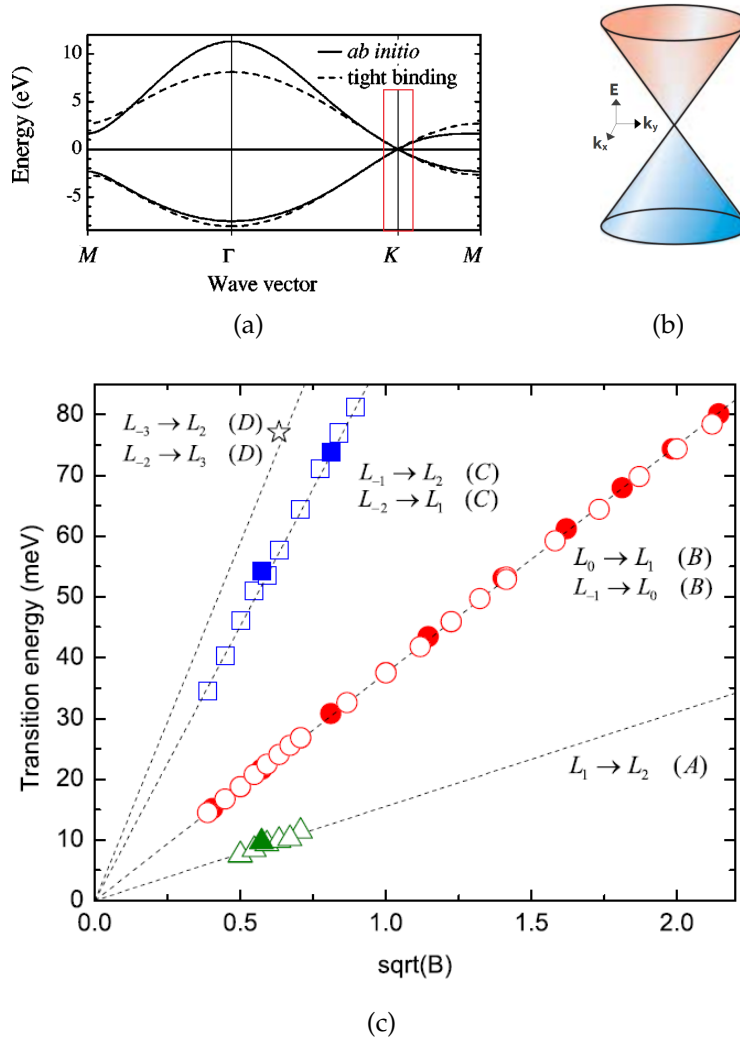 10
5
0
-5
Energy (eV)
ab initio
tight binding
M Γ K M
Wave vector
(a)
E
k_y
k_x
(b)
80
70
60
50
40
30
20
10
0
Transition energy (meV)
L_{-3} → L_2 (D)
L_{-2} → L_3 (D)
L_{-1} → L_2 (C)
L_{-2} → L_1 (C)
L_0 → L_1 (B)
L_{-1} → L_0 (B)
L_1 → L_2 (A)
0.0 0.5 1.0 1.5 2.0
sqrt(B)
(c)